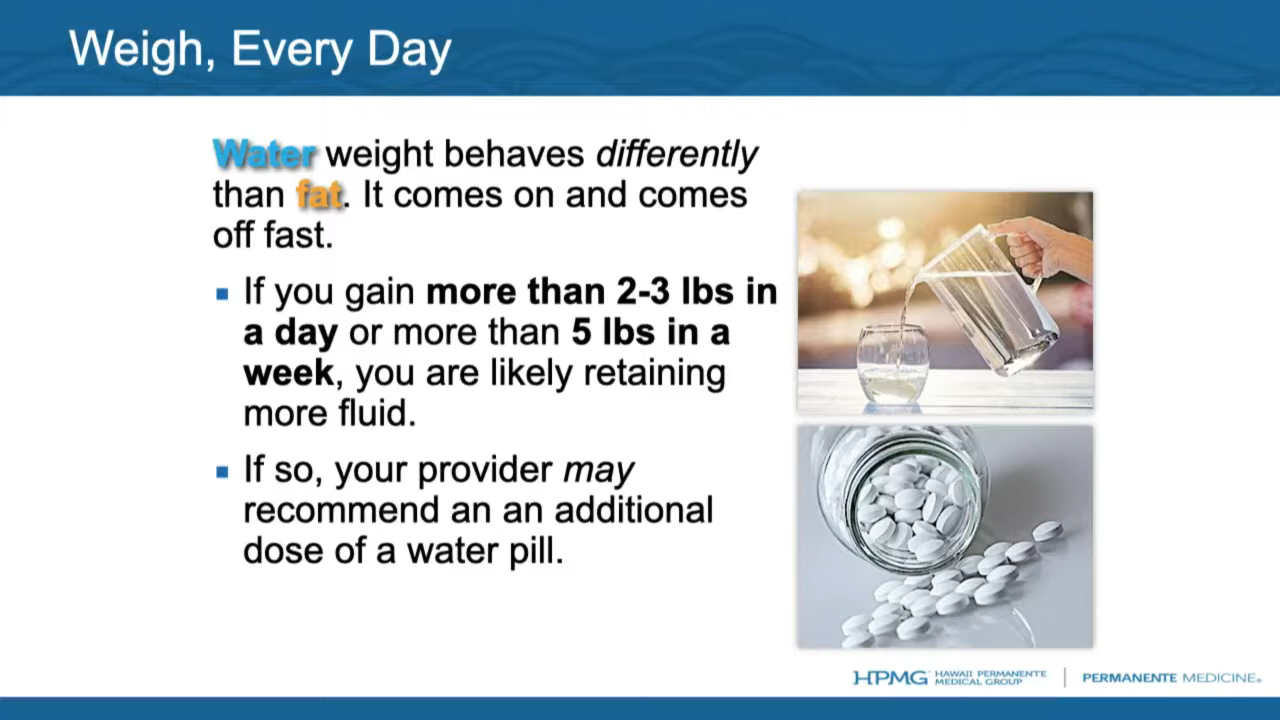 Weigh, Every Day
Water weight behaves differently
than fat. It comes on and comes
off fast.
▪ If you gain more than 2-3 lbs in
a day or more than 5 lbs in a
week, you are likely retaining
more fluid.
▪ If so, your provider may
recommend an an additional
dose of a water pill.
HPMG HAWAII PERMANENTE
MEDICAL GROUP
PERMANENTE MEDICINE®